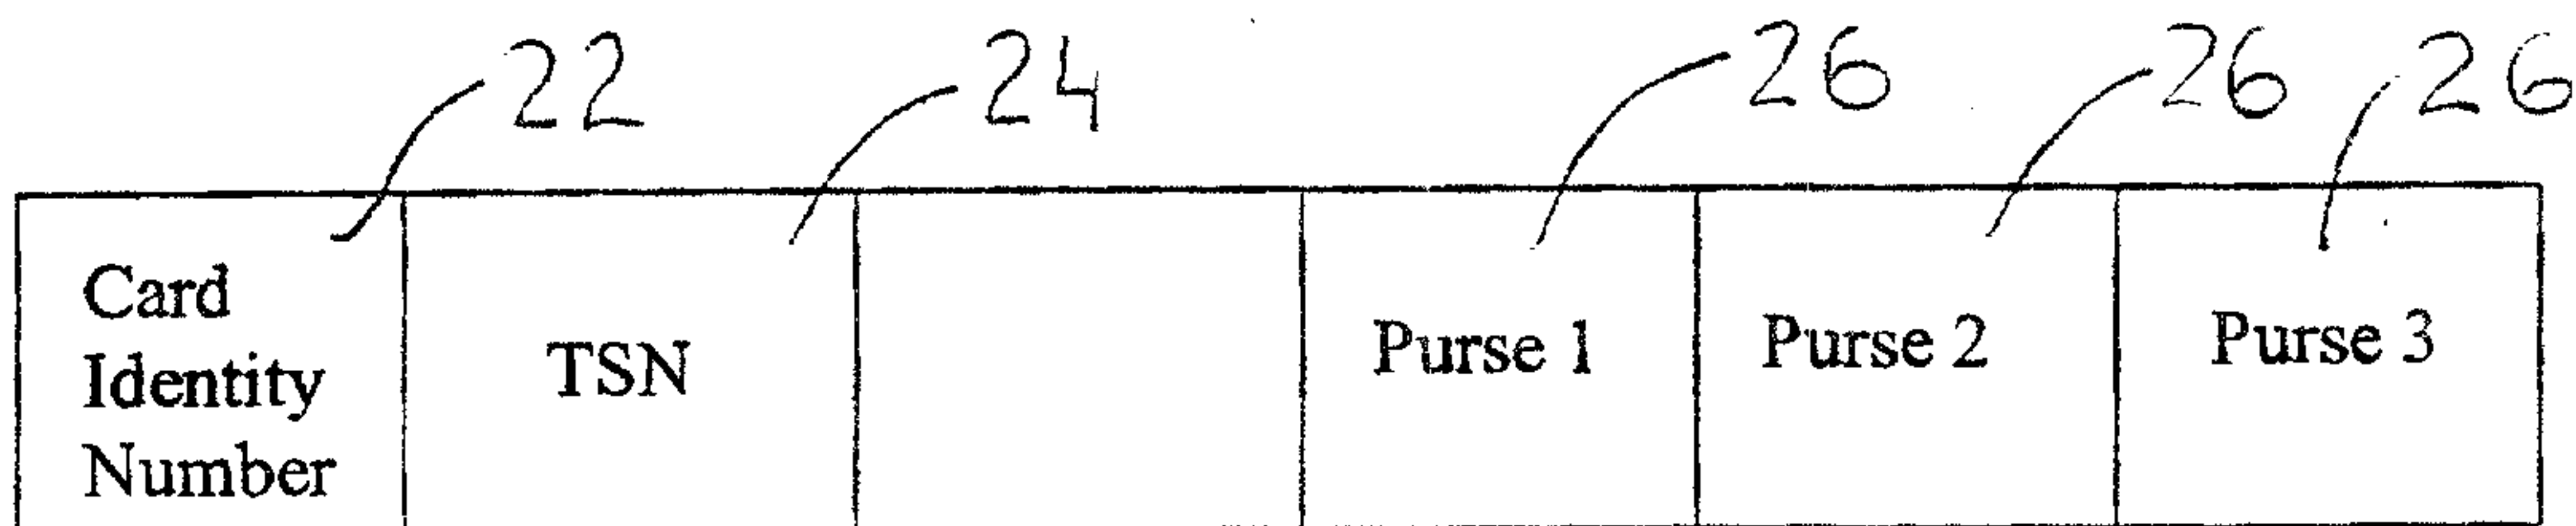 22 24 26 26 26
Card
Identity
Number
TSN
Purse 1
Purse 2
Purse 3